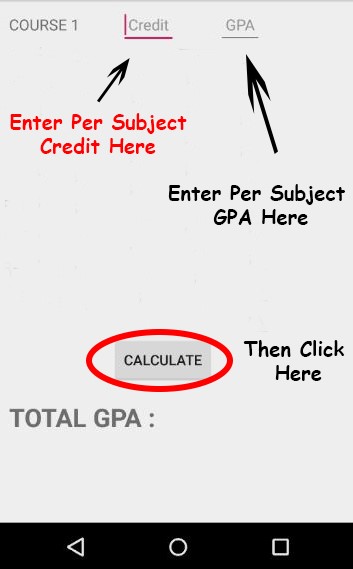 COURSE 1 Credit GPA
Enter Per Subject
Credit Here
Enter Per Subject
GPA Here
CALCULATE
Then Click
Here
TOTAL GPA :